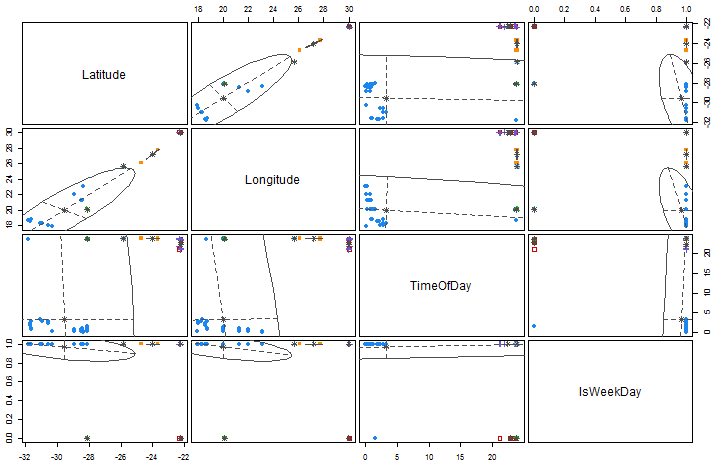 18 20 22 24 26 28 30
0.0 0.2 0.4 0.6 0.8 1.0
Latitude
-32 -30 -28 -26 -24 -22
18 20 22 24 26 28 30
Longitude
TimeOfDay
0 5 10 15 20
0.0 0.2 0.4 0.6 0.8 1.0
IsWeekDay
-32 -30 -28 -26 -24 -22
0 5 10 15 20